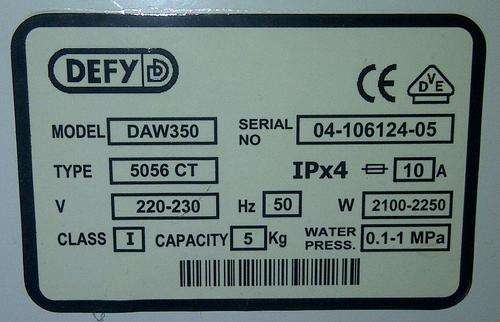 DEFY D
CE DVE
MODEL DAW350 SERIAL NO 04-106124-05
TYPE 5056 CT IPx4 10 A
V 220-230 Hz 50 W 2100-2250
CLASS I CAPACITY 5 Kg WATER PRESS. 0.1-1 MPa